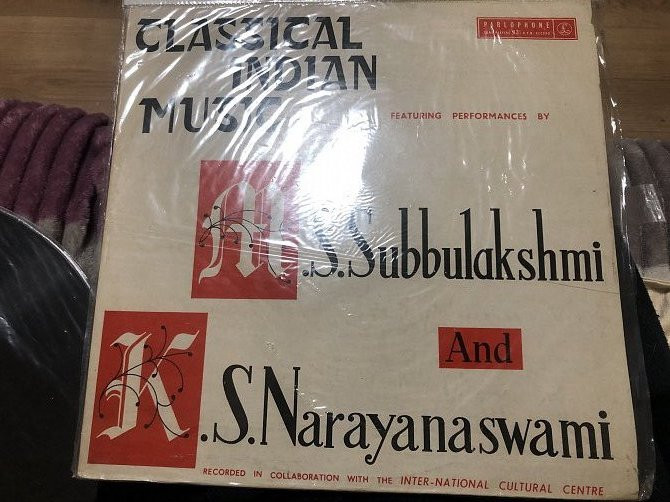 CLASSICAL
INDIAN
MUSIC
PARLOPHONE
FEATURING PERFORMANCES BY
M.S.Subbulakshmi
And
K.S.Narayanaswami
RECORDED IN COLLABORATION WITH THE INTER-NATIONAL CULTURAL CENTRE